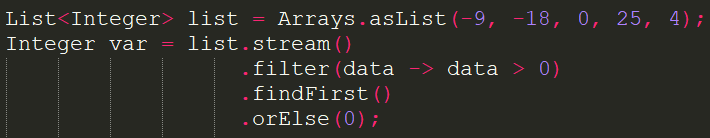 List<Integer> list = Arrays.asList(-9, -18, 0, 25, 4);
Integer var = list.stream()
.filter(data -> data > 0)
.findFirst()
.orElse(0);